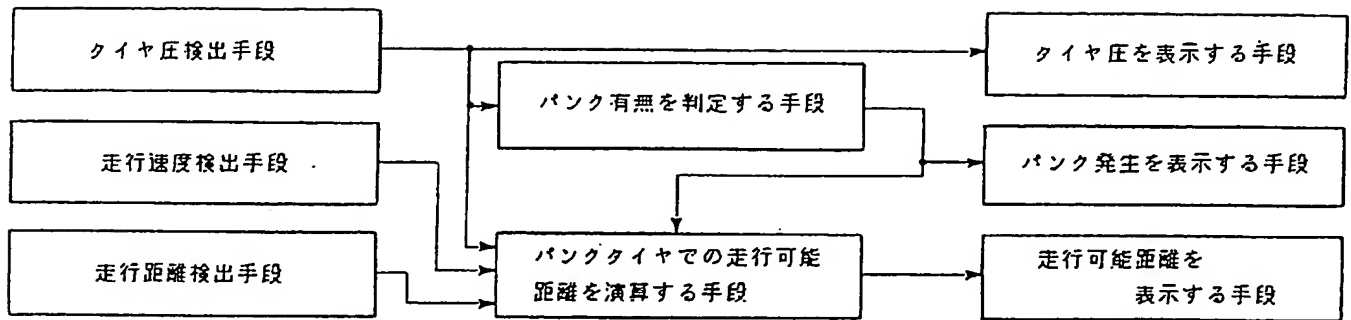 タイヤ圧検出手段
タイヤ圧を表示する手段
パンク有無を判定する手段
走行速度検出手段
パンク発生を表示する手段
走行距離検出手段
パンクタイヤでの走行可能
距離を演算する手段
走行可能距離を
表示する手段